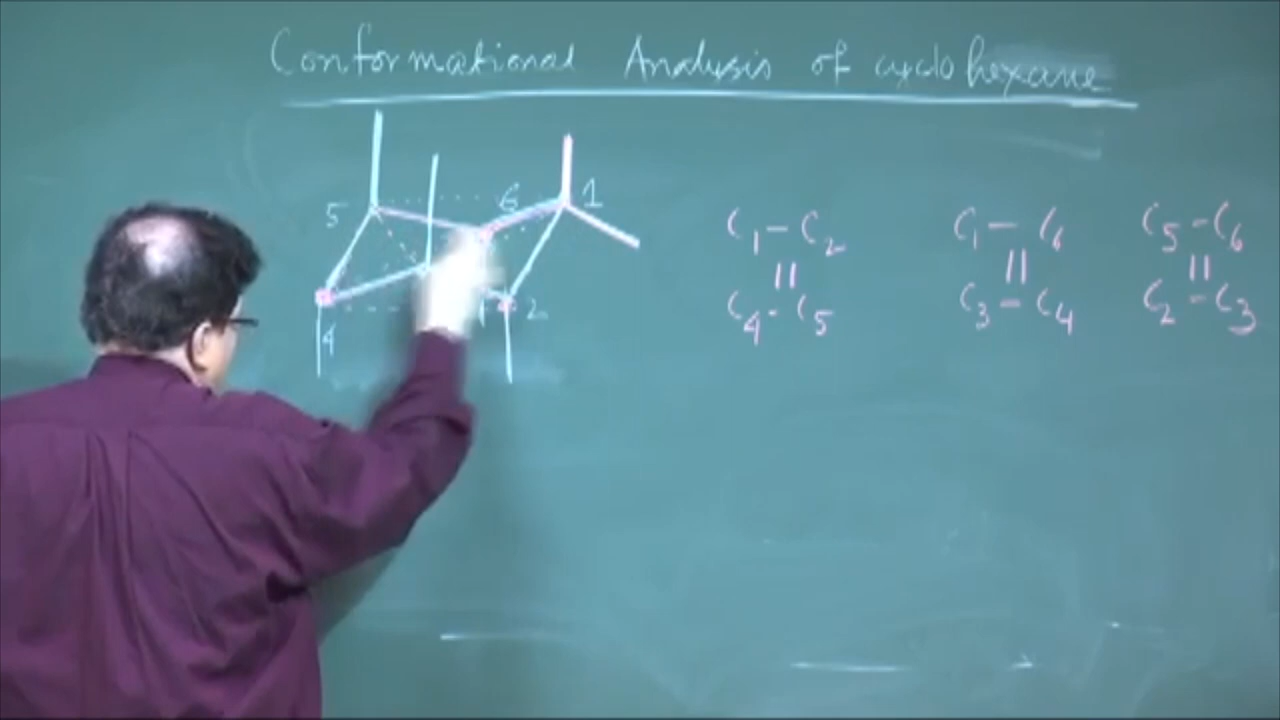 Conformational Analysis of cyclohexane
5 6 1
4 2
C1 - C2 C1 - C6 C5 - C6
|| || ||
C4 - C5 C3 - C4 C2 - C3